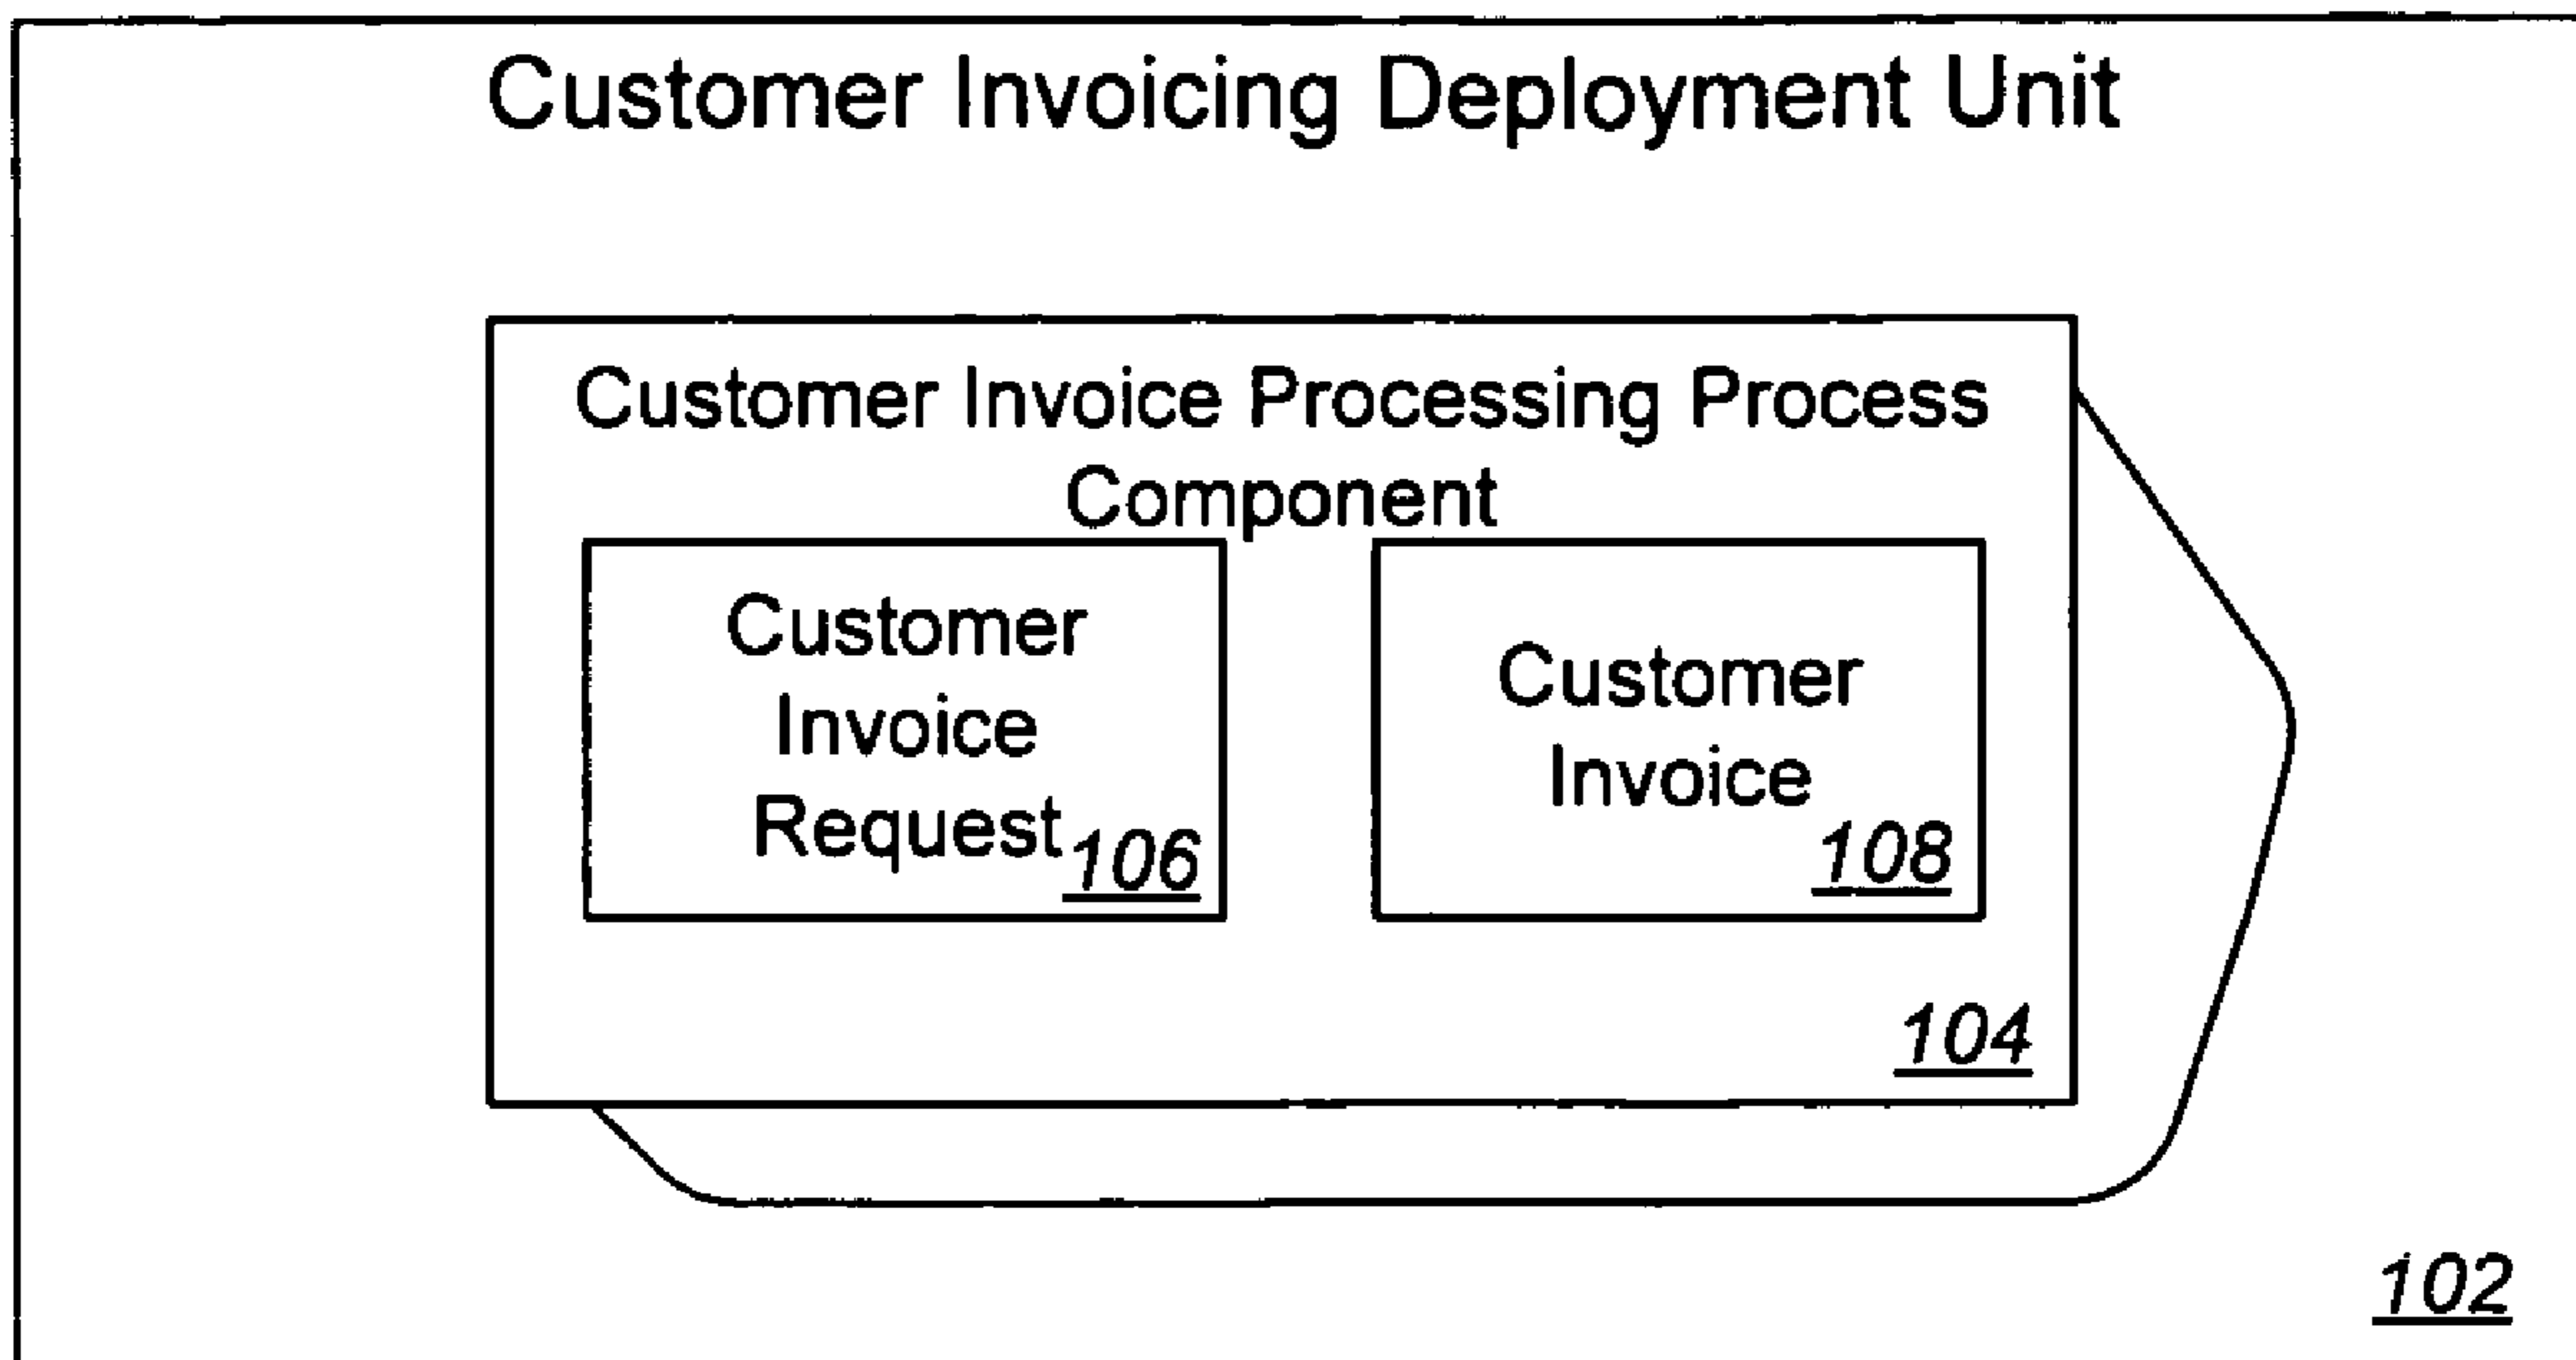 Customer Invoicing Deployment Unit
Customer Invoice Processing Process
Component
Customer
Invoice
Request 106
Customer
Invoice
108
104
102